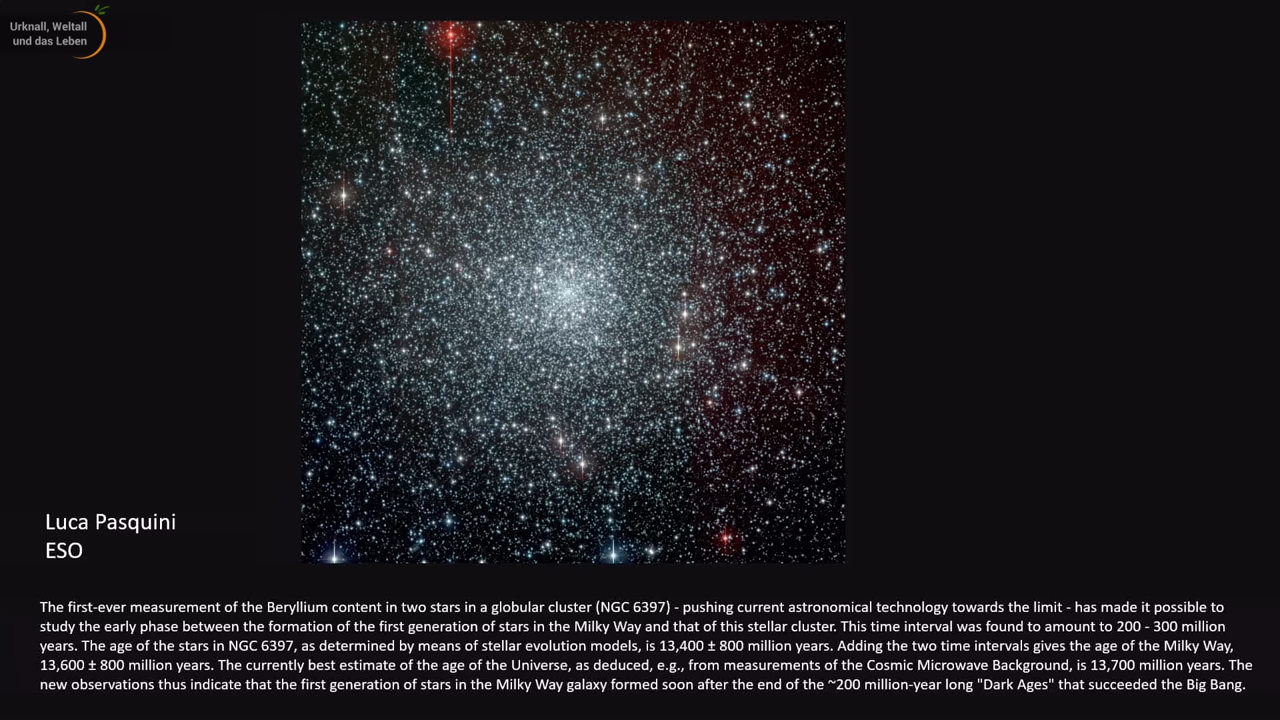 Urknall, Weltall
und das Leben
Luca Pasquini
ESO
The first-ever measurement of the Beryllium content in two stars in a globular cluster (NGC 6397) - pushing current astronomical technology towards the limit - has made it possible to
study the early phase between the formation of the first generation of stars in the Milky Way and that of this stellar cluster. This time interval was found to amount to 200 - 300 million
years. The age of the stars in NGC 6397, as determined by means of stellar evolution models, is 13,400 ± 800 million years. Adding the two time intervals gives the age of the Milky Way,
13,600 ± 800 million years. The currently best estimate of the age of the Universe, as deduced, e.g., from measurements of the Cosmic Microwave Background, is 13,700 million years. The
new observations thus indicate that the first generation of stars in the Milky Way galaxy formed soon after the end of the ~200 million-year long "Dark Ages" that succeeded the Big Bang.